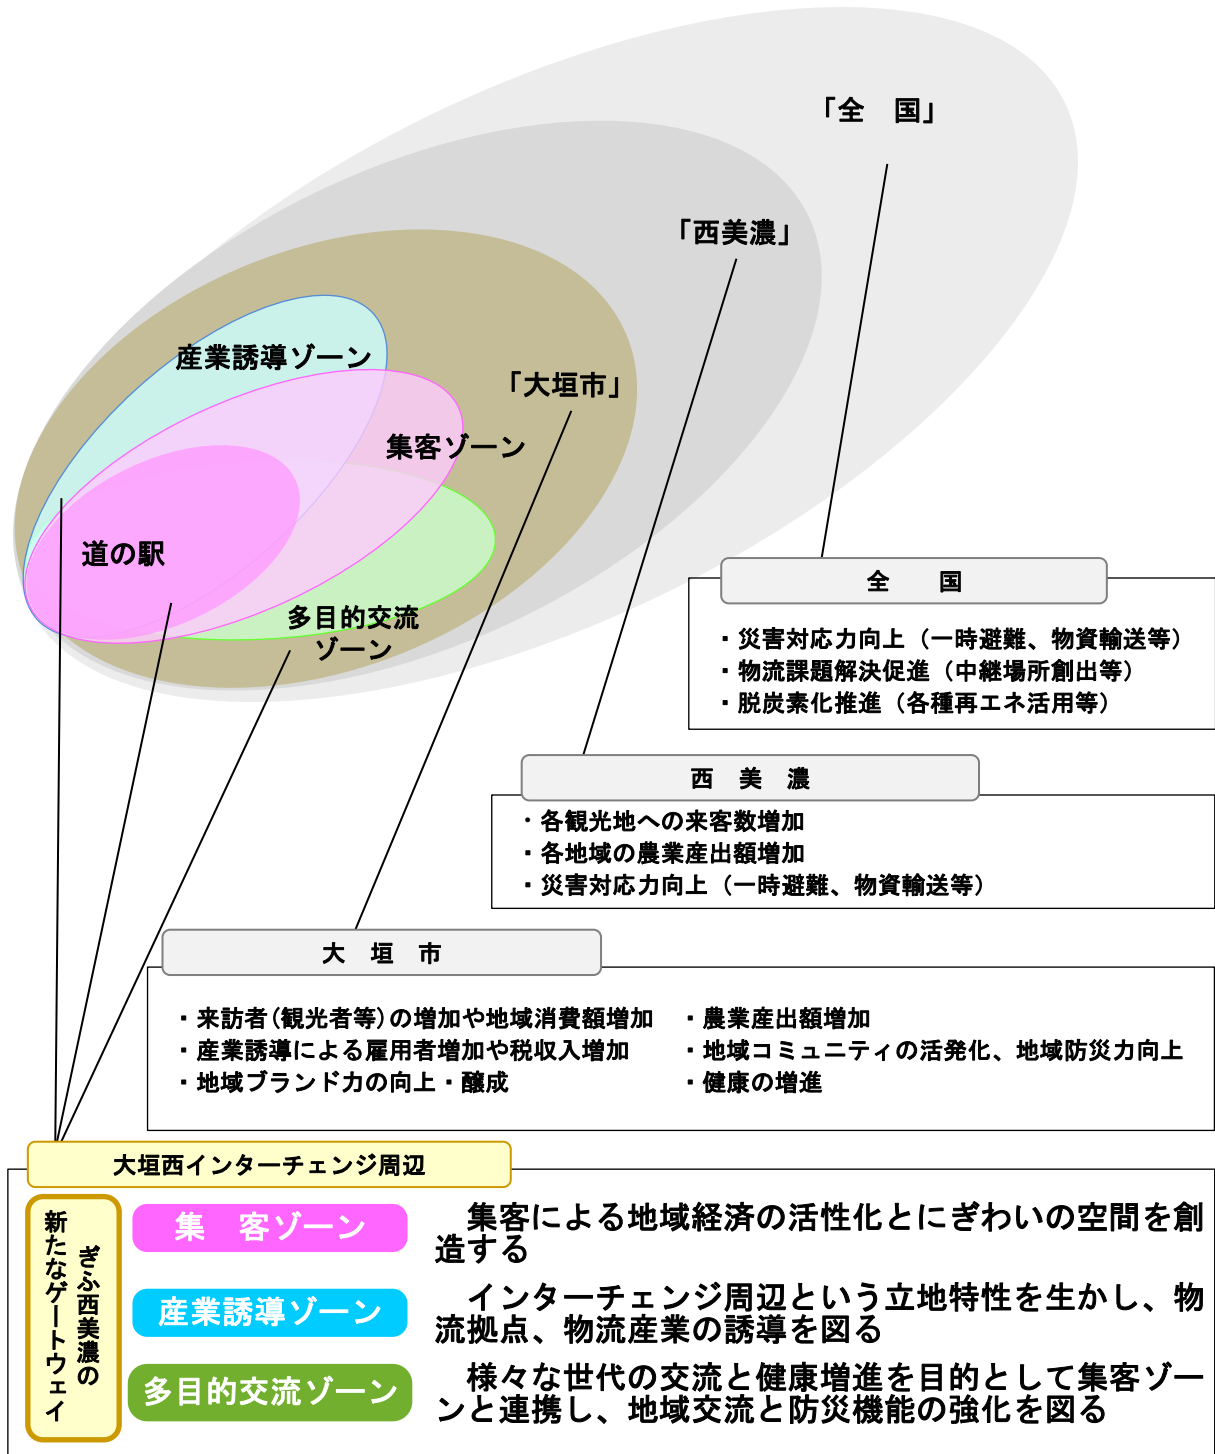 「全　国」
「西美濃」
産業誘導ゾーン
「大垣市」
集客ゾーン
道の駅
多目的交流
ゾーン
全　国
・災害対応力向上（一時避難、物資輸送等）
・物流課題解決促進（中継場所創出等）
・脱炭素化推進（各種再エネ活用等）
西　美　濃
・各観光地への来客数増加
・各地域の農業産出額増加
・災害対応力向上（一時避難、物資輸送等）
大　垣　市
・来訪者(観光者等)の増加や地域消費額増加
・産業誘導による雇用者増加や税収入増加
・地域ブランド力の向上・醸成
・農業産出額増加
・地域コミュニティの活発化、地域防災力向上
・健康の増進
大垣西インターチェンジ周辺
ぎふ西美濃の
新たなゲートウェイ
集　客ゾーン
集客による地域経済の活性化とにぎわいの空間を創
造する
産業誘導ゾーン
インターチェンジ周辺という立地特性を生かし、物
流拠点、物流産業の誘導を図る
多目的交流ゾーン
様々な世代の交流と健康増進を目的として集客ゾー
ンと連携し、地域交流と防災機能の強化を図る